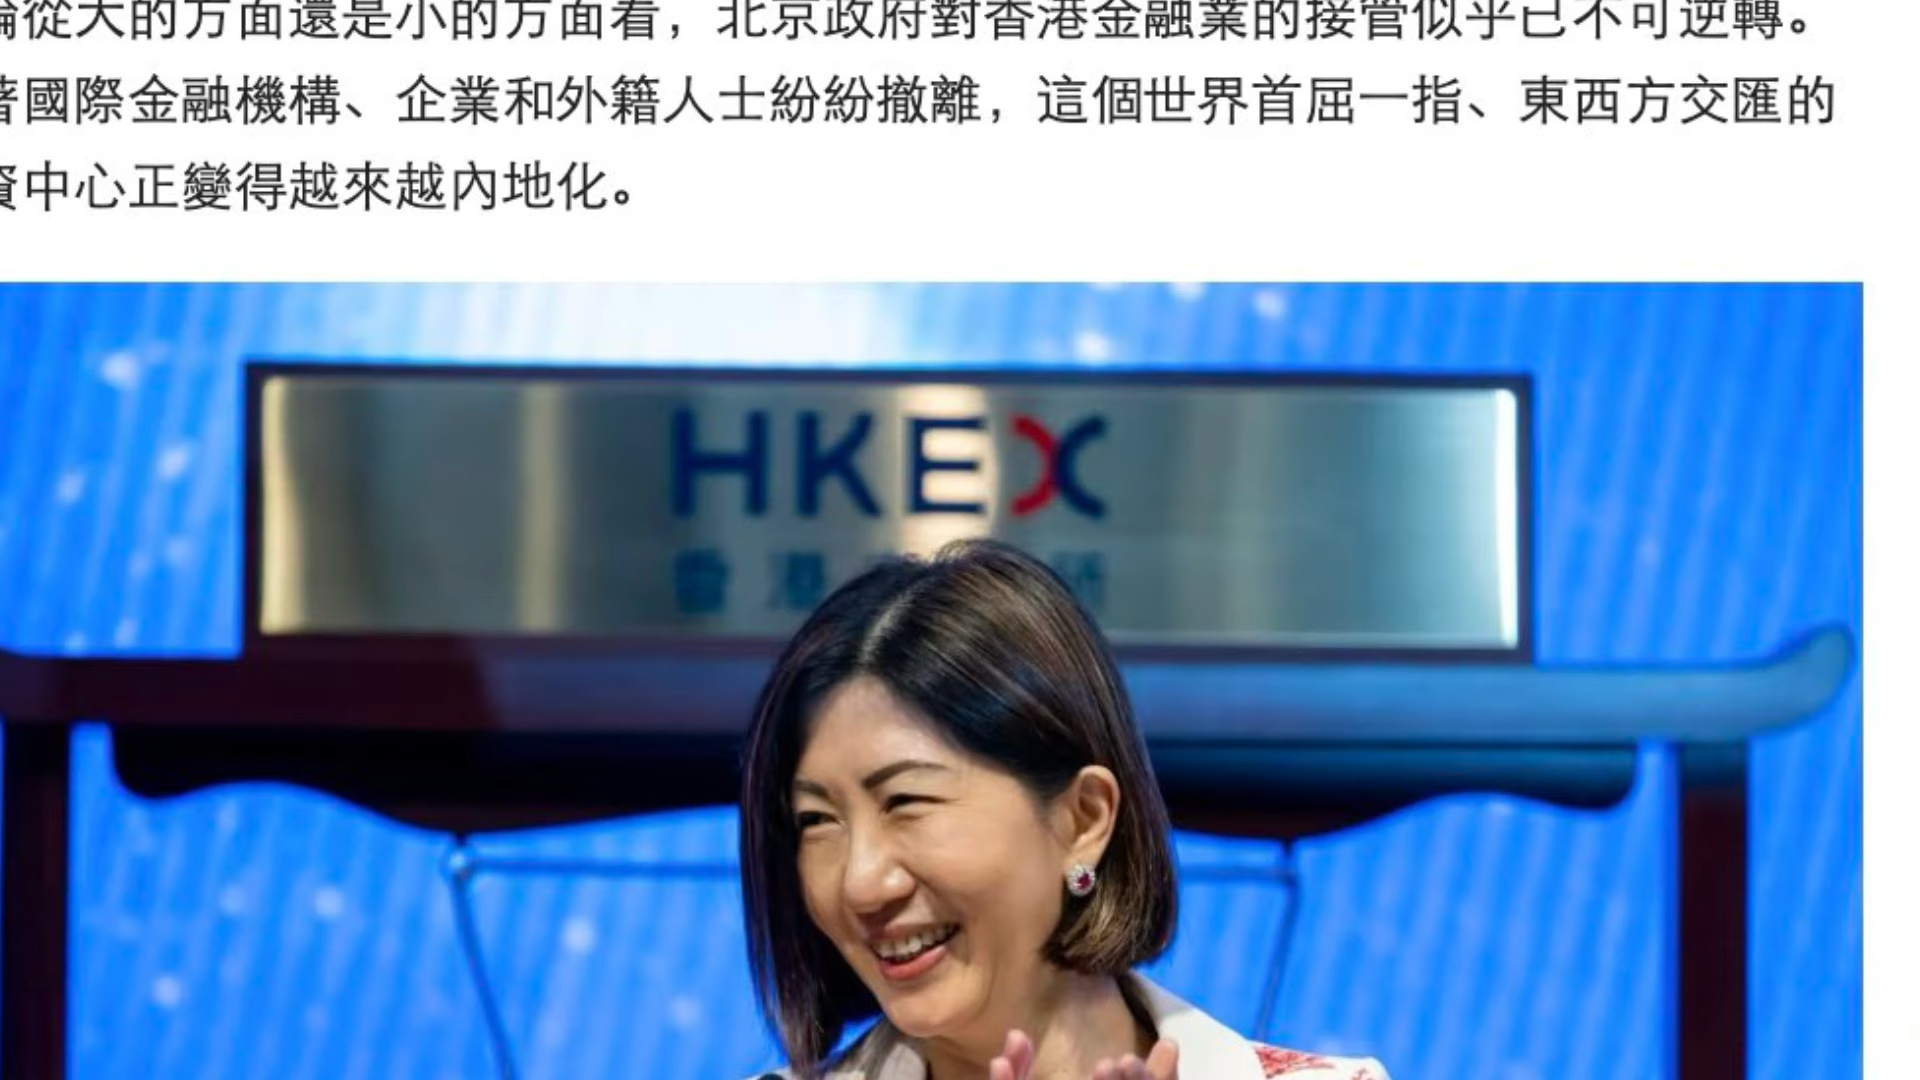 從大的方面還是小的方面看，北京政府對香港金融業的接管似乎已不可逆轉。
著國際金融機構、企業和外籍人士紛紛撤離，這個世界首屈一指、東西方交匯的
資中心正變得越來越內地化。
HKEX
香港